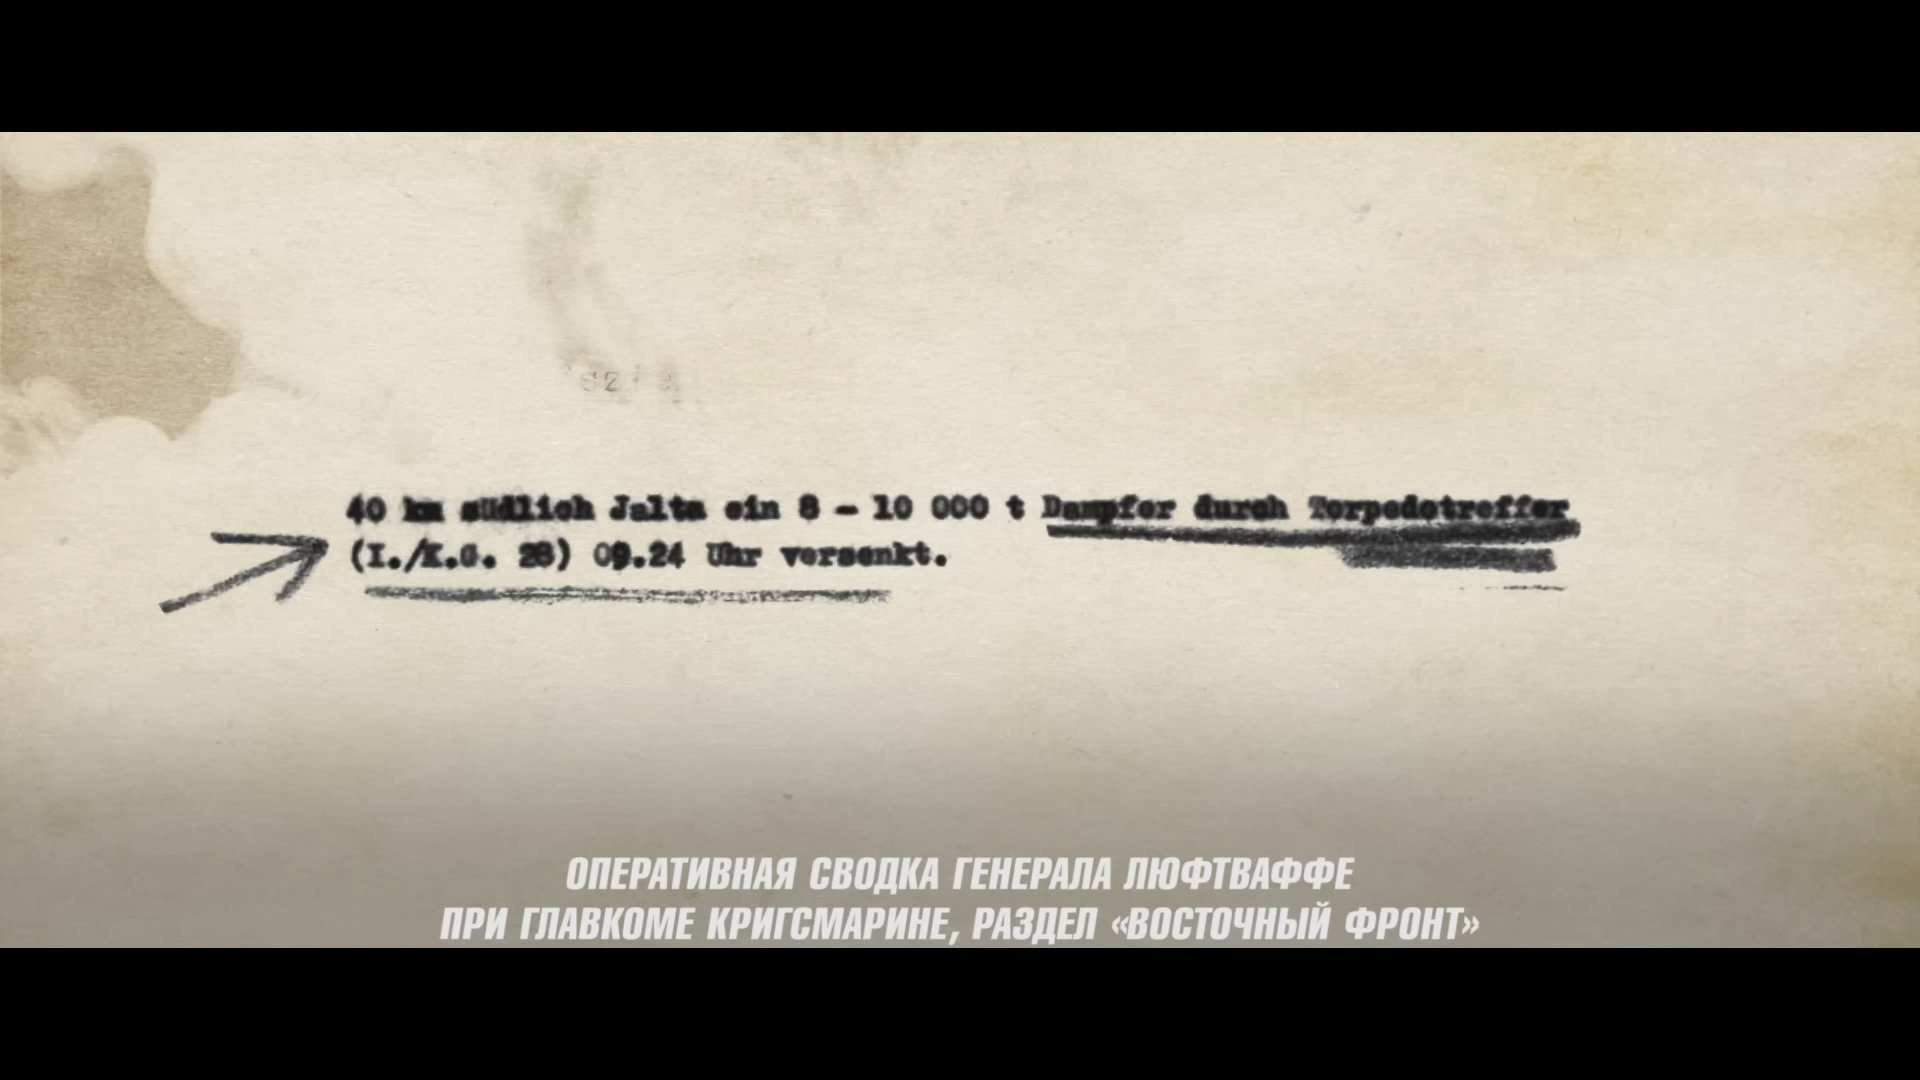 40 km südlich Jalta ein 8 - 10 000 t Dampfer durch Torpedotreffer
(I./K.G. 28) 09.24 Uhr versenkt.
ОПЕРАТИВНАЯ СВОДКА ГЕНЕРАЛА ЛЮФТВАФФЕ
ПРИ ГЛАВКОМЕ КРИГСМАРИНЕ, РАЗДЕЛ «ВОСТОЧНЫЙ ФРОНТ»